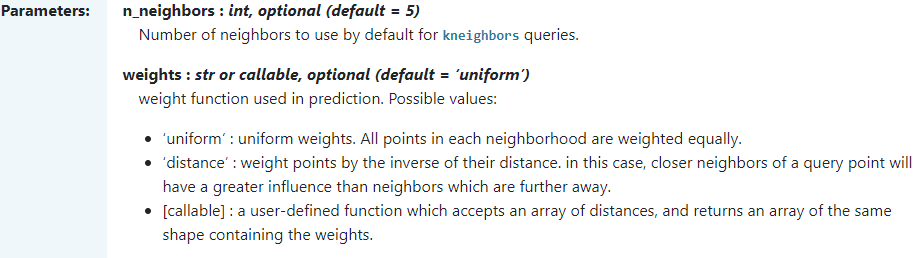 Parameters: n_neighbors : int, optional (default = 5)
Number of neighbors to use by default for kneighbors queries.
weights : str or callable, optional (default = ‘uniform’)
weight function used in prediction. Possible values:
• ‘uniform’ : uniform weights. All points in each neighborhood are weighted equally.
• ‘distance’ : weight points by the inverse of their distance. in this case, closer neighbors of a query point will
have a greater influence than neighbors which are further away.
• [callable] : a user-defined function which accepts an array of distances, and returns an array of the same
shape containing the weights.